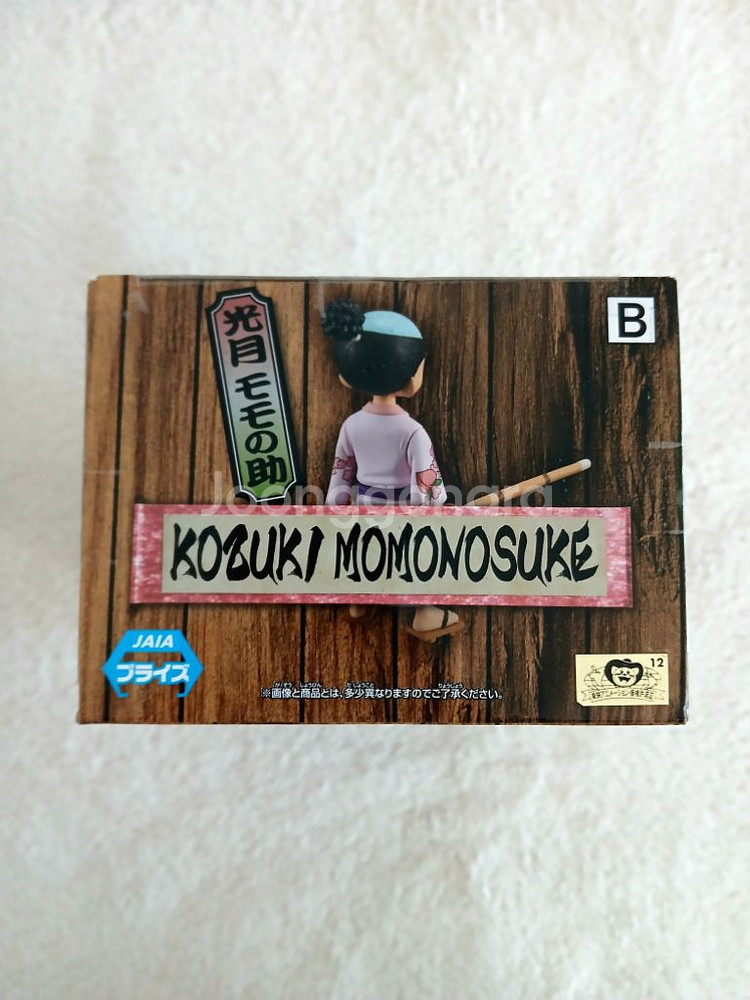 B
光月 モモの助
Joonggonara
KOZUKI MOMONOSUKE
JAIA
プライズ
12
※画像と商品とは、多少異なりますのでご了承ください。